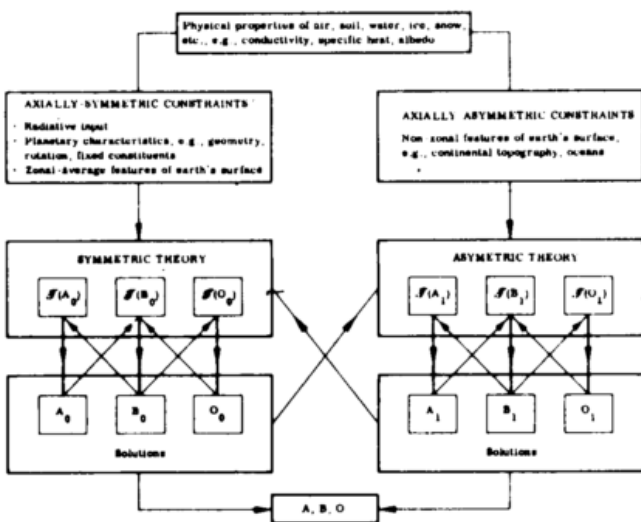 Physical properties of air, soil, water, ice, snow,
etc., e.g., conductivity, specific heat, albedo
AXIALLY-SYMMETRIC CONSTRAINTS
· Radiative input
· Planetary characteristics, e.g., geometry,
rotation, fixed constituents
· Zonal-average features of earth's surface
AXIALLY-ASYMMETRIC CONSTRAINTS
Non-zonal features of earth's surface,
e.g., continental topography, oceans
SYMMETRIC THEORY
𝒯(A₀) 𝒯(B₀) 𝒯(O₀)
A₀ B₀ O₀
Solutions
ASYMETRIC THEORY
𝒯(A₁) 𝒯(B₁) 𝒯(O₁)
A₁ B₁ O₁
Solutions
A, B, O